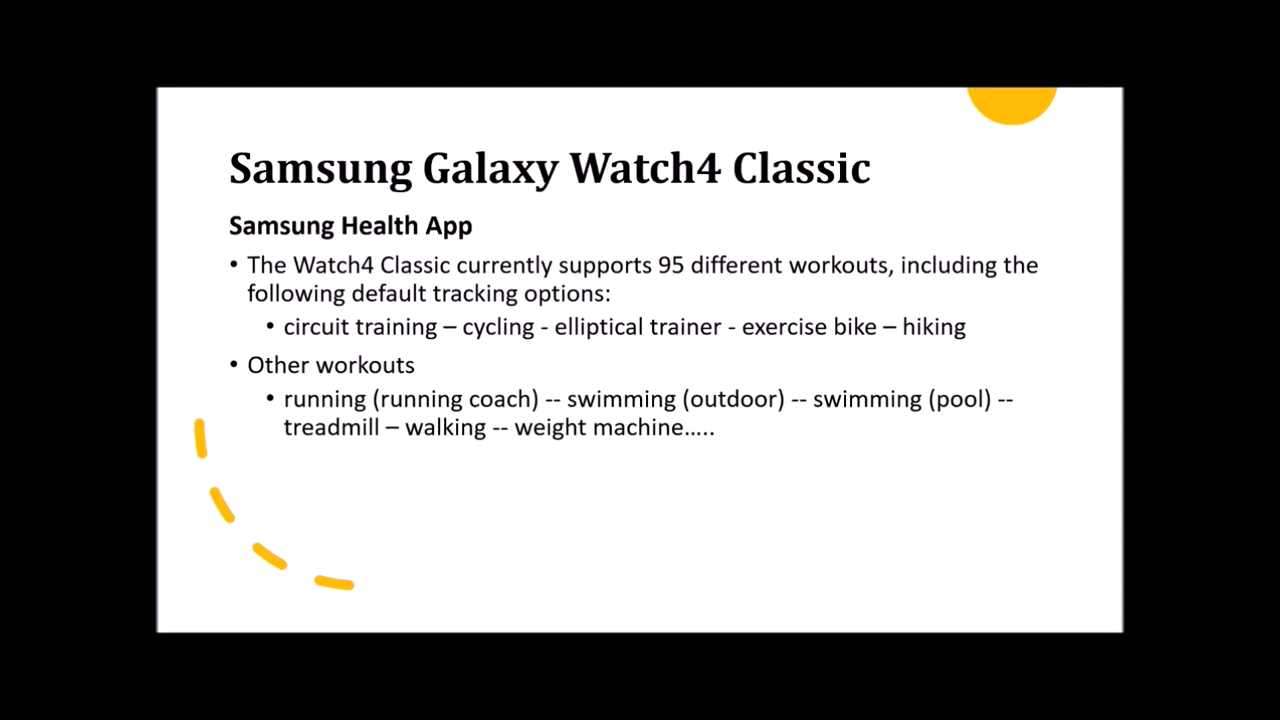 Samsung Galaxy Watch4 Classic
Samsung Health App
• The Watch4 Classic currently supports 95 different workouts, including the
following default tracking options:
• circuit training – cycling - elliptical trainer - exercise bike – hiking
• Other workouts
• running (running coach) -- swimming (outdoor) -- swimming (pool) --
treadmill – walking -- weight machine.....